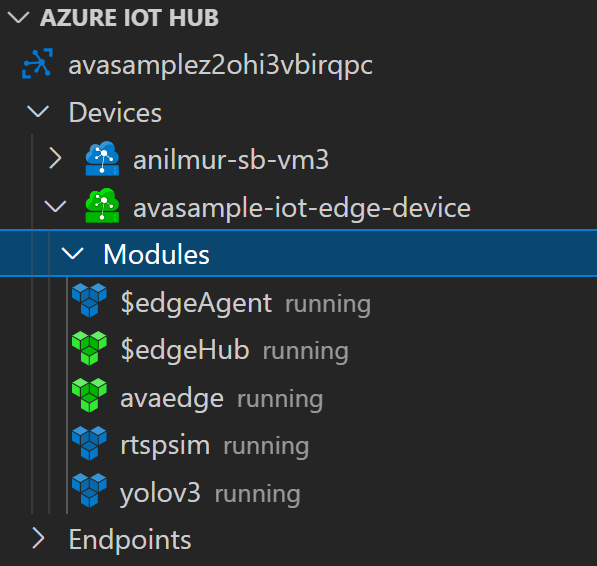 AZURE IOT HUB
avasamplez2ohi3vbirqpc
Devices
anilmur-sb-vm3
avasample-iot-edge-device
Modules
$edgeAgent running
$edgeHub running
avaedge running
rtspsim running
yolov3 running
Endpoints